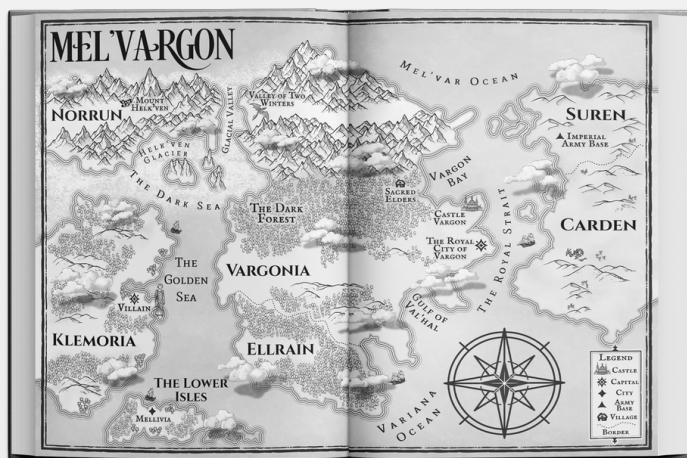 MEL'VARGON
MEL'VAR OCEAN
NORRUN
MOUNT
HELK'VEN
GLACIAL VALLEY
VALLEY OF TWO
WINTERS
SUREN
IMPERIAL
ARMY BASE
HELK'VEN
GLACIER
THE DARK SEA
VARGON
BAY
SACRED
ELDERS
THE DARK
FOREST
CASTLE
VARGON
THE ROYAL STRAIT
CARDEN
THE ROYAL
CITY OF
VARGON
THE
GOLDEN
SEA
VARGONIA
VILLAIN
GULF OF
VAL'HAL
KLEMORIA
ELLRAIN
THE LOWER
ISLES
MELLIVIA
VARIANA
OCEAN
LEGEND
CASTLE
CAPITAL
CITY
ARMY
BASE
VILLAGE
BORDER